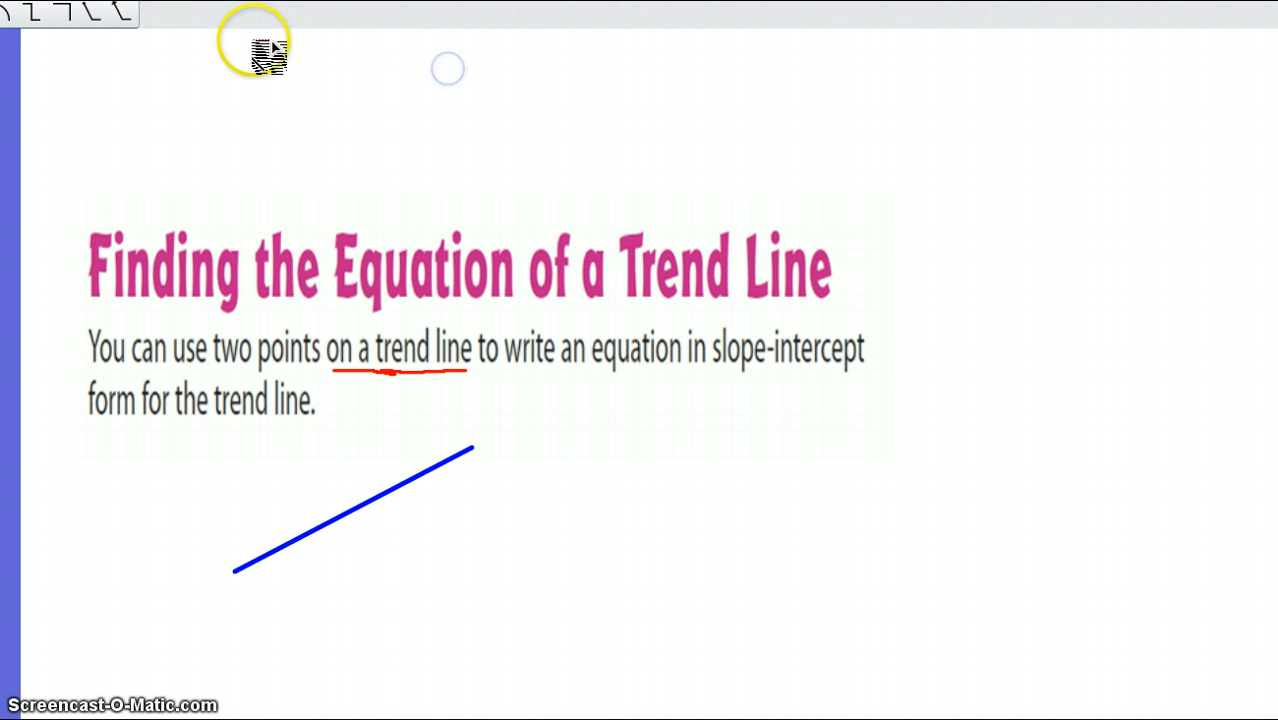 Finding the Equation of a Trend Line
You can use two points on a trend line to write an equation in slope-intercept
form for the trend line.
Screencast-O-Matic.com